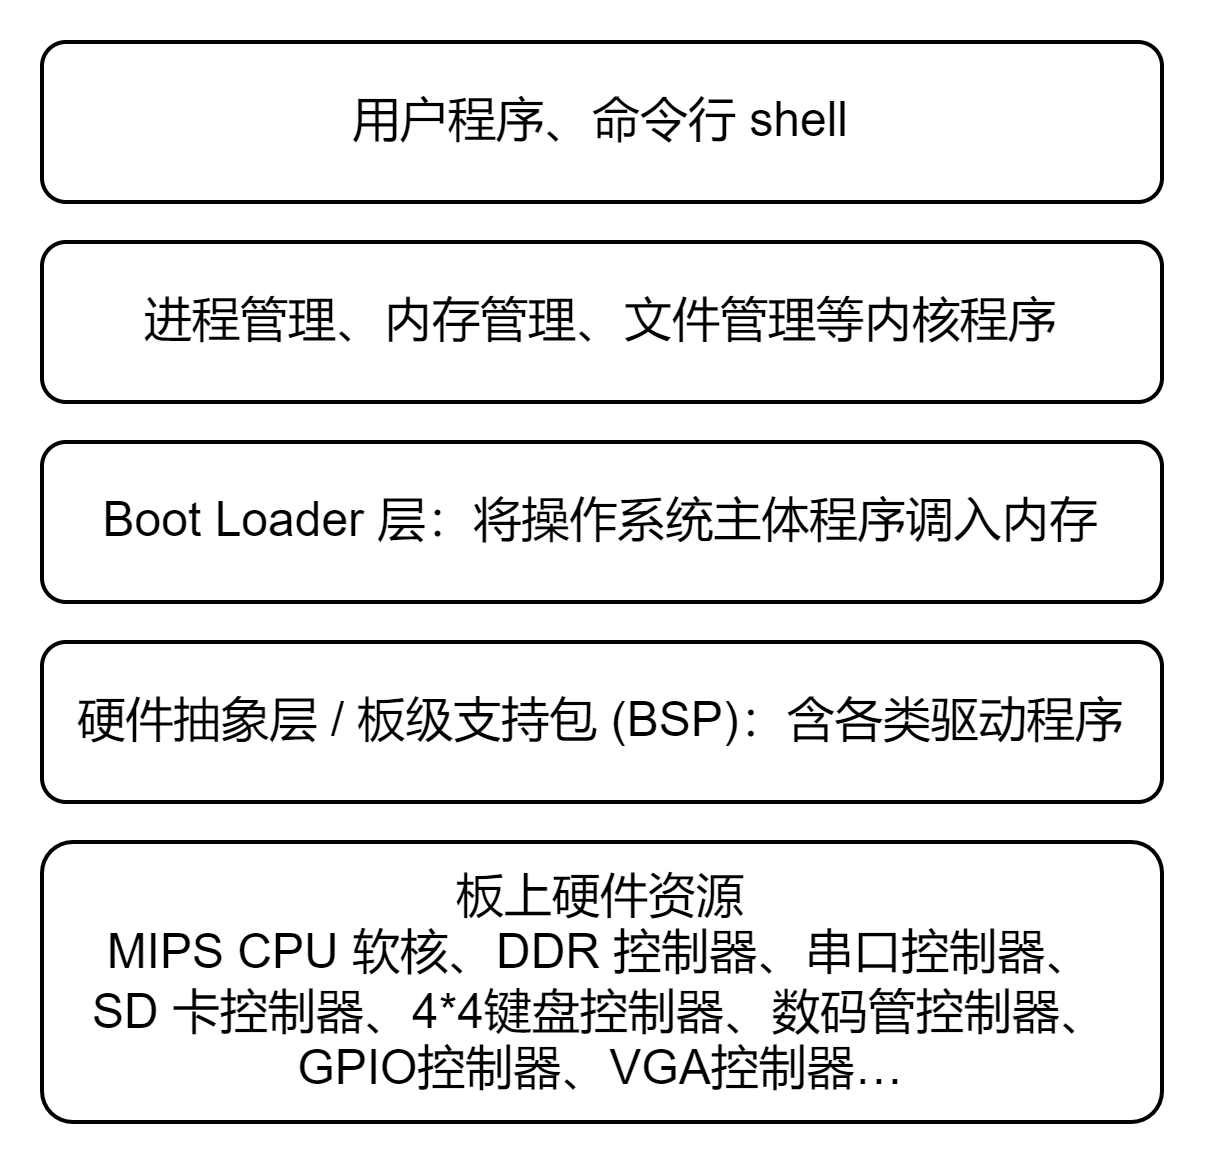 用户程序、命令行 shell
进程管理、内存管理、文件管理等内核程序
Boot Loader 层：将操作系统主体程序调入内存
硬件抽象层 / 板级支持包 (BSP)：含各类驱动程序
板上硬件资源
MIPS CPU 软核、DDR 控制器、串口控制器、
SD 卡控制器、4*4键盘控制器、数码管控制器、
GPIO控制器、VGA控制器…